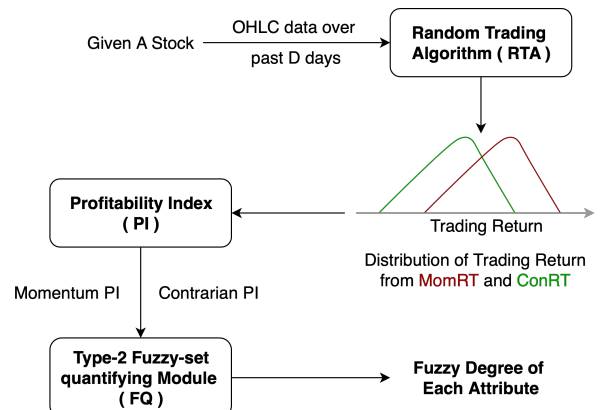 Given A Stock
OHLC data over
past D days
Random Trading
Algorithm ( RTA )
Trading Return
Distribution of Trading Return
from MomRT and ConRT
Profitability Index
( PI )
Momentum PI
Contrarian PI
Type-2 Fuzzy-set
quantifying Module
( FQ )
Fuzzy Degree of
Each Attribute